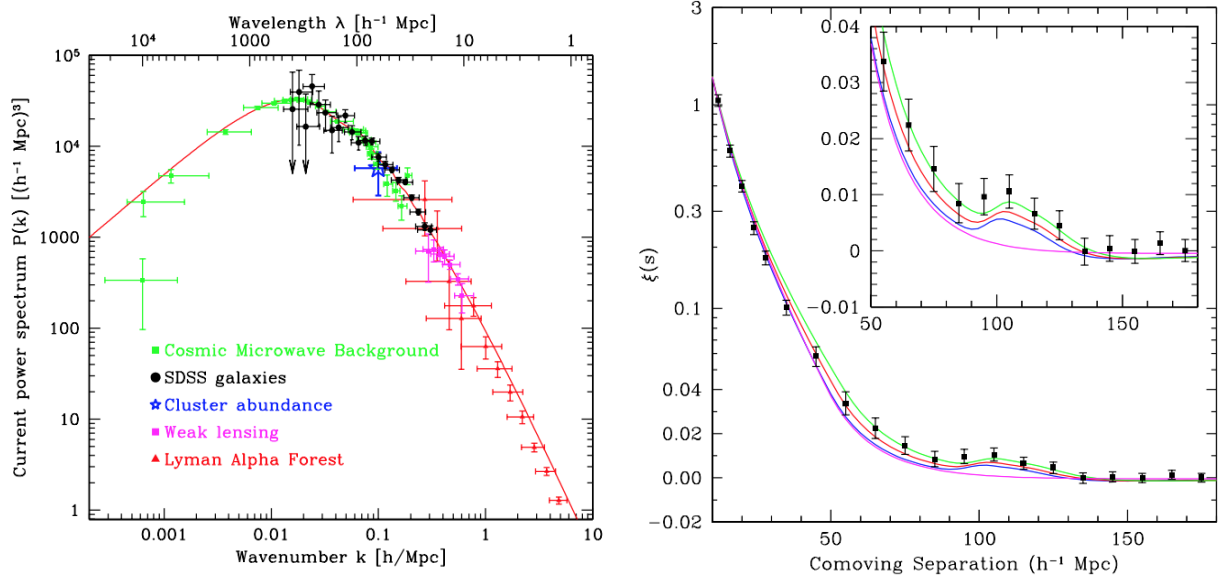 Wavelength λ [h⁻¹ Mpc]
10⁴ 1000 100 10 1
10⁵
10⁴
1000
100
10
1
Current power spectrum P(k) [(h⁻¹ Mpc)³]
Cosmic Microwave Background
SDSS galaxies
Cluster abundance
Weak lensing
Lyman Alpha Forest
0.001 0.01 0.1 1 10
Wavenumber k [h/Mpc]
3
1
0.3
0.1
0.04
0.02
0.00
−0.02
ξ(s)
0.04
0.03
0.02
0.01
0
−0.01
50 100 150
50 100 150
Comoving Separation (h⁻¹ Mpc)